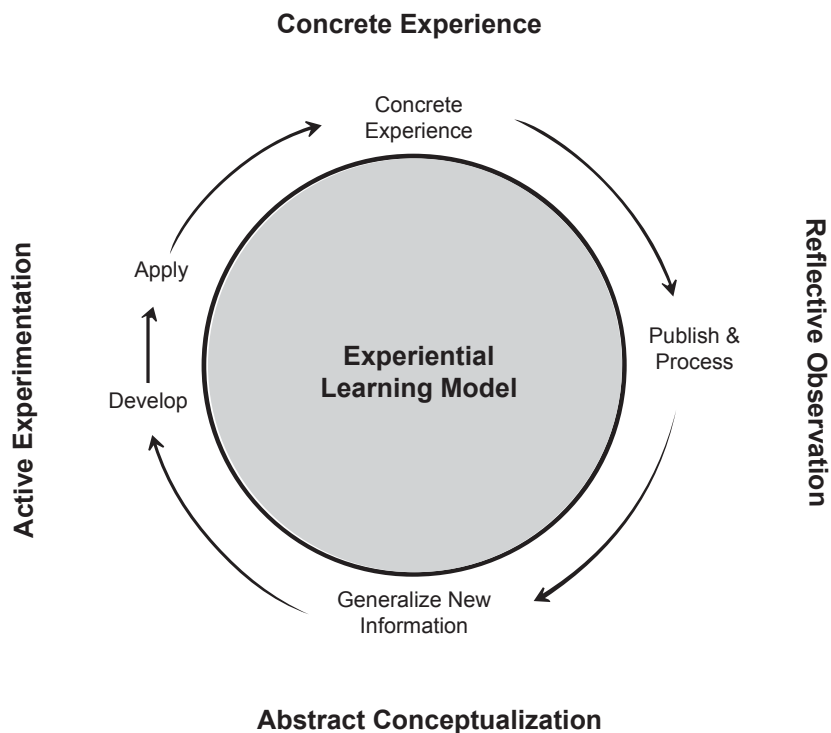 Concrete Experience
Concrete
Experience
Reflective Observation
Publish &
Process
Apply
Develop
Active Experimentation
Experiential
Learning Model
Generalize New
Information
Abstract Conceptualization